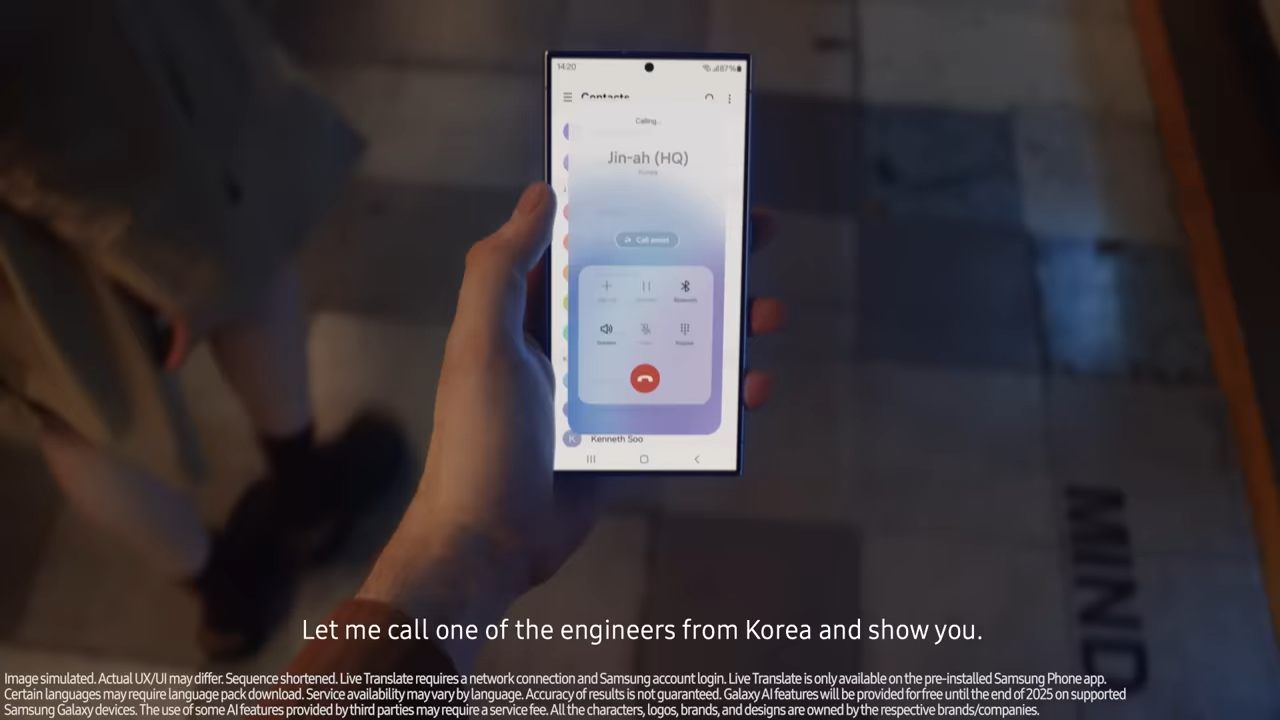 14:20
87%
Contacts
Calling...
Jin-ah (HQ)
Call assist
Bluetooth
Speaker
Keypad
K
Kenneth Soo
MIND
Let me call one of the engineers from Korea and show you.
Image simulated. Actual UX/UI may differ. Sequence shortened. Live Translate requires a network connection and Samsung account login. Live Translate is only available on the pre-installed Samsung Phone app.
Certain languages may require language pack download. Service availability may vary by language. Accuracy of results is not guaranteed. Galaxy AI features will be provided for free until the end of 2025 on supported
Samsung Galaxy devices. The use of some AI features provided by third parties may require a service fee. All the characters, logos, brands, and designs are owned by the respective brands/companies.